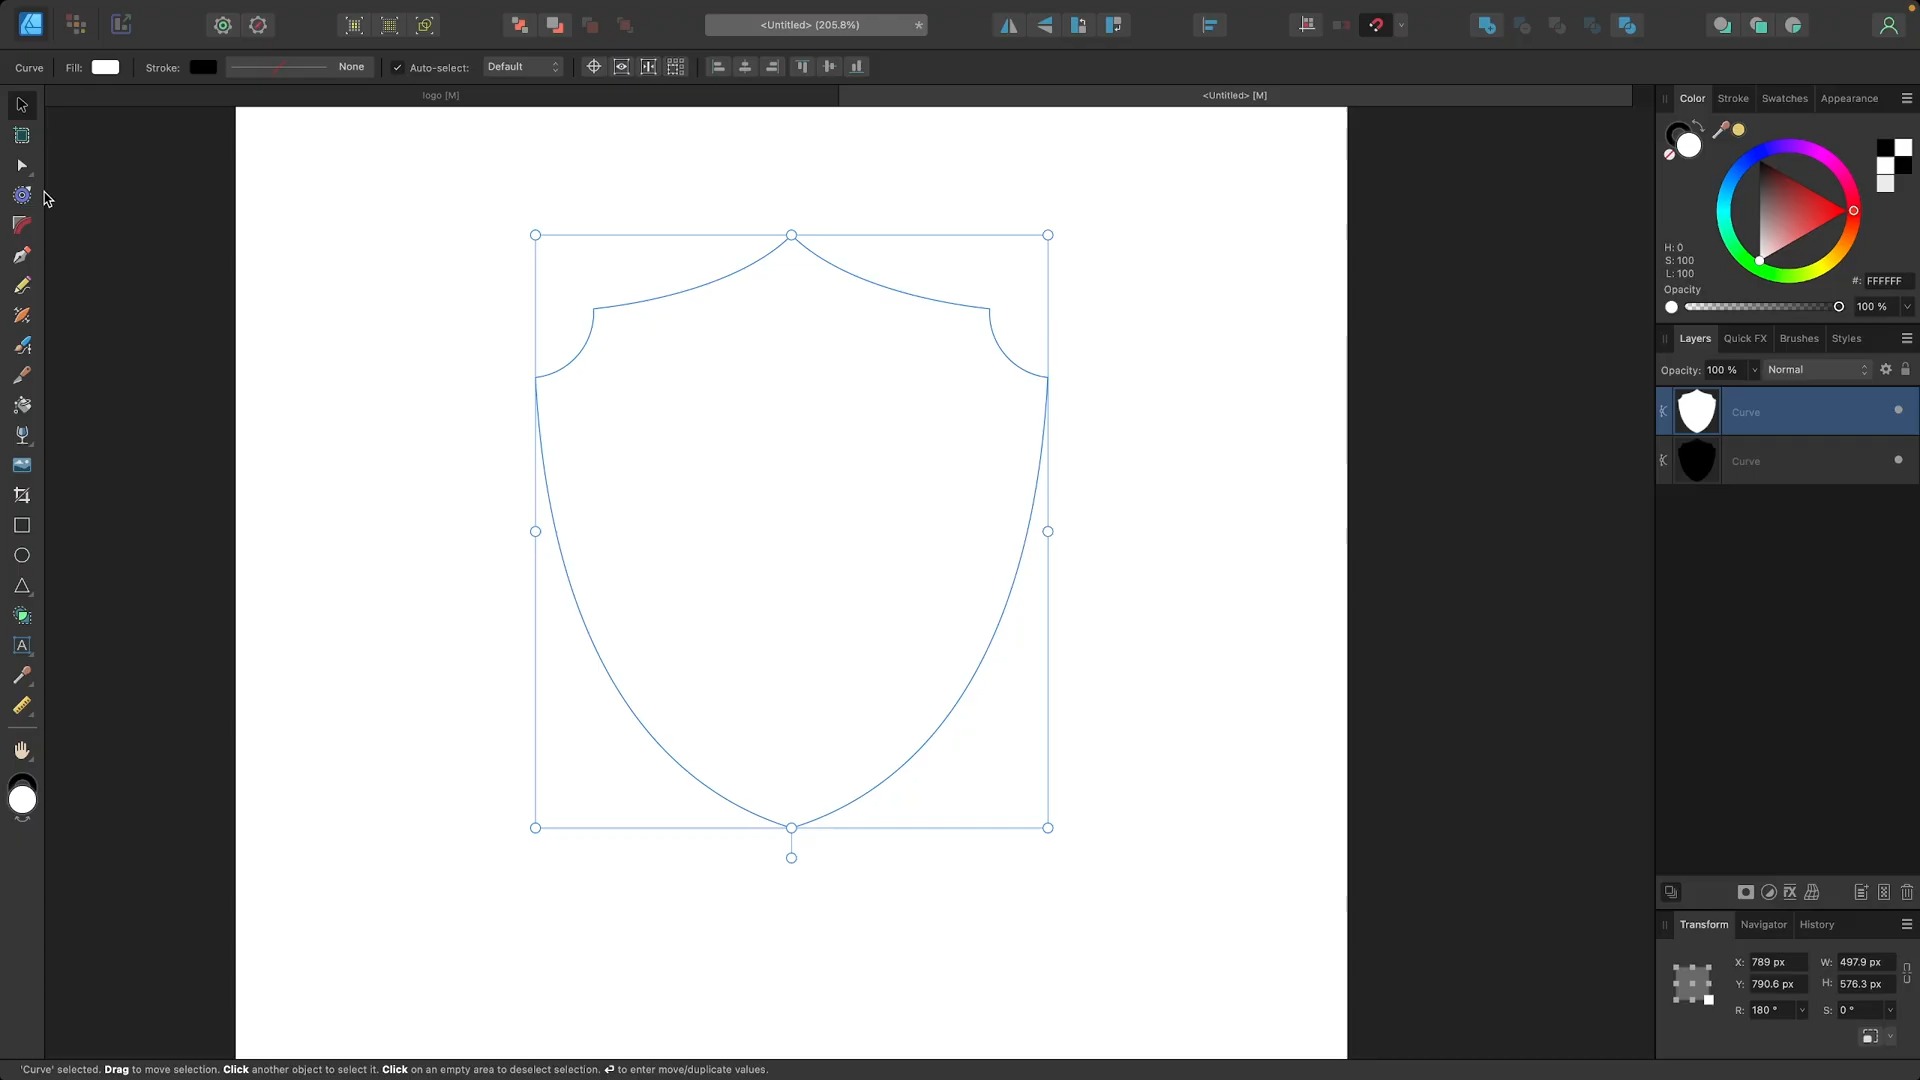 <Untitled> (205.8%)
*
Curve
Fill:
Stroke:
None
Auto-select:
Default
logo [M]
<Untitled> [M]
Color
Stroke
Swatches
Appearance
H: 0
S: 100
L: 100
#: FFFFFF
Opacity
100 %
Layers
Quick FX
Brushes
Styles
Opacity: 100 %
Normal
Curve
Curve
A
FX
Transform
Navigator
History
X: 789 px
W: 497.9 px
Y: 790.6 px
H: 576.3 px
R: 180 °
S: 0 °
'Curve' selected. Drag to move selection. Click another object to select it. Click on an empty area to deselect selection. ⏎ to enter move/duplicate values.